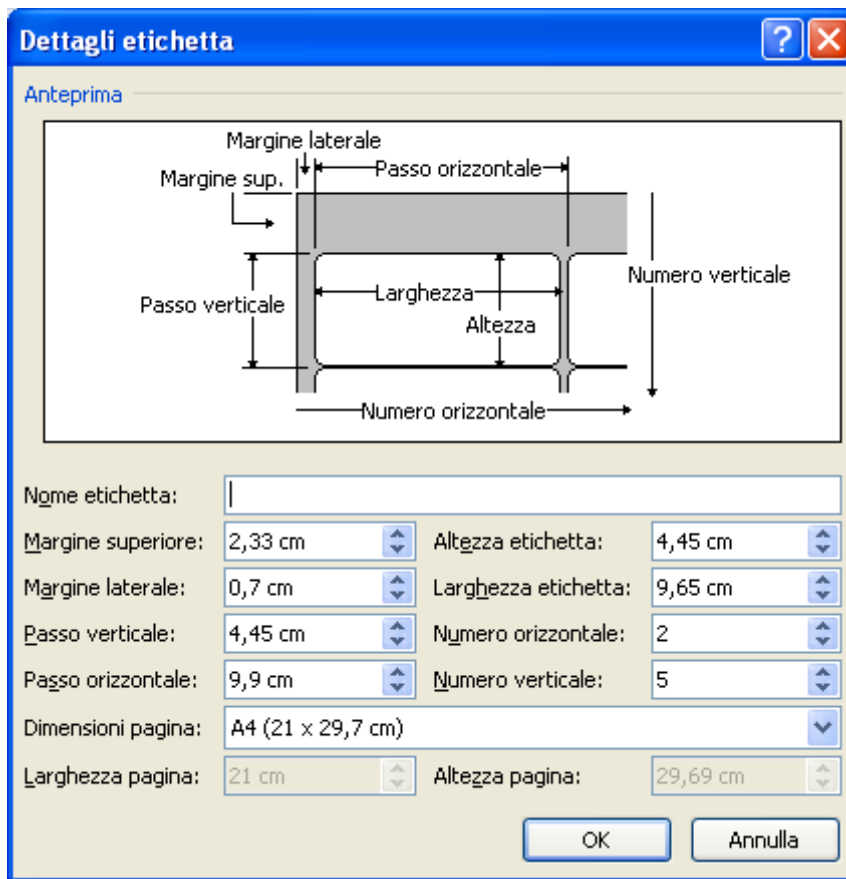 Dettagli etichetta
Anteprima
Margine laterale
Passo orizzontale
Margine sup.
Numero verticale
Larghezza
Passo verticale
Altezza
Numero orizzontale
Nome etichetta:
Margine superiore: 2,33 cm Altezza etichetta: 4,45 cm
Margine laterale: 0,7 cm Larghezza etichetta: 9,65 cm
Passo verticale: 4,45 cm Numero orizzontale: 2
Passo orizzontale: 9,9 cm Numero verticale: 5
Dimensioni pagina: A4 (21 x 29,7 cm)
Larghezza pagina: 21 cm Altezza pagina: 29,69 cm
OK Annulla